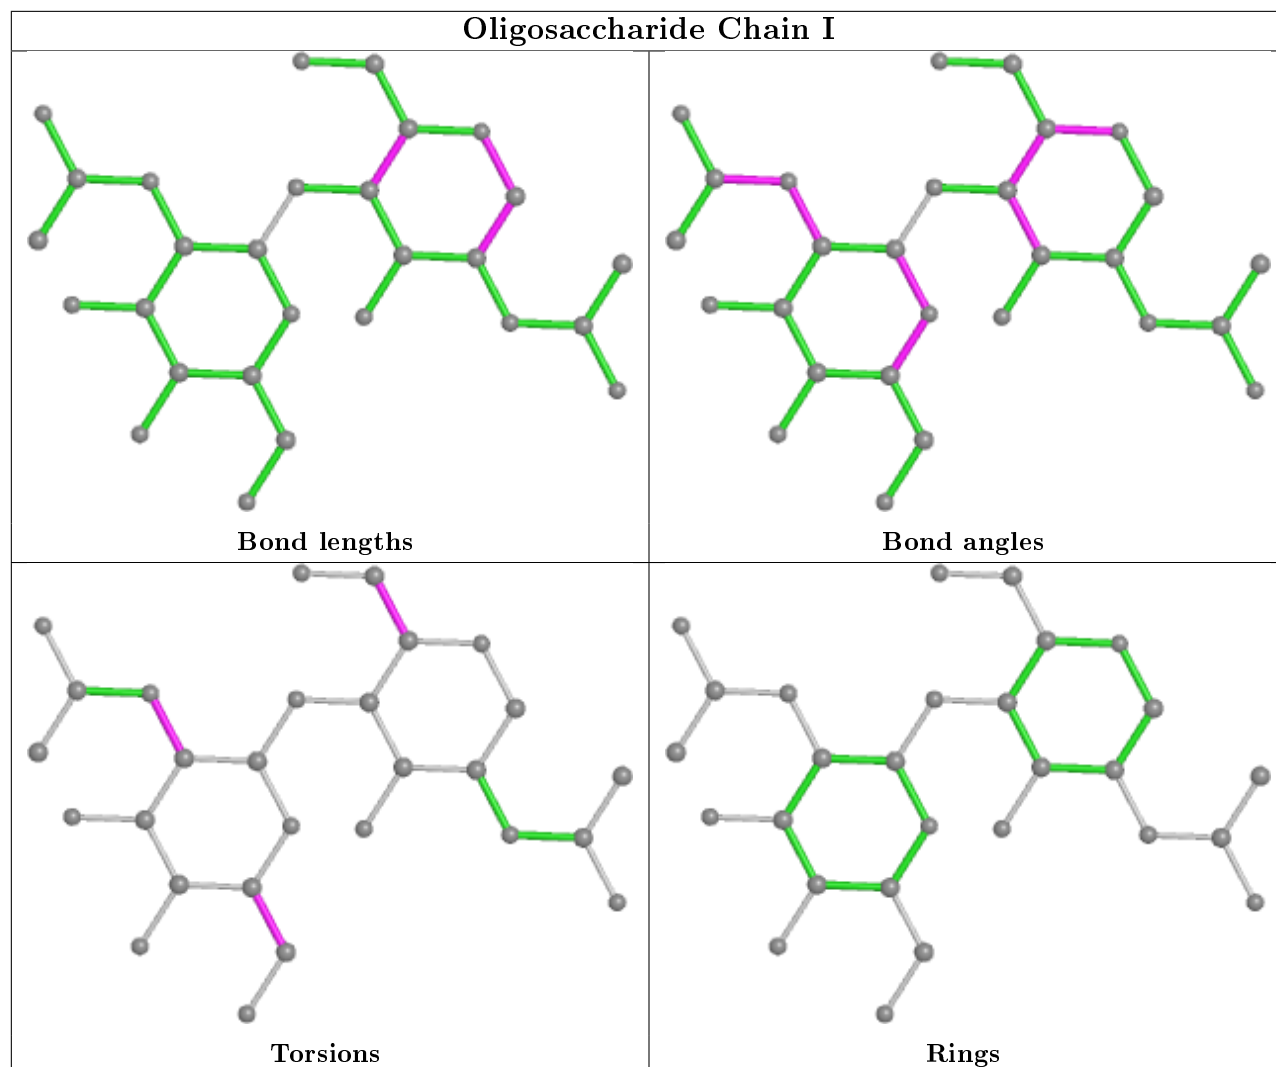 Oligosaccharide Chain I
Bond lengths
Bond angles
Torsions
Rings